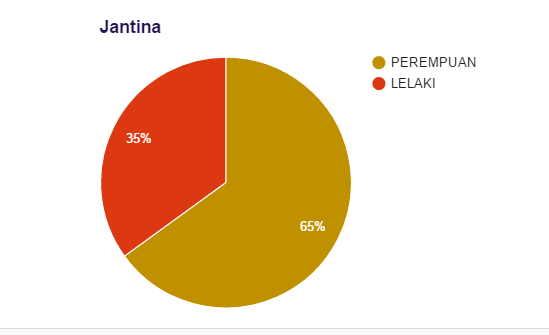 Jantina
PEREMPUAN
LELAKI
35%
65%